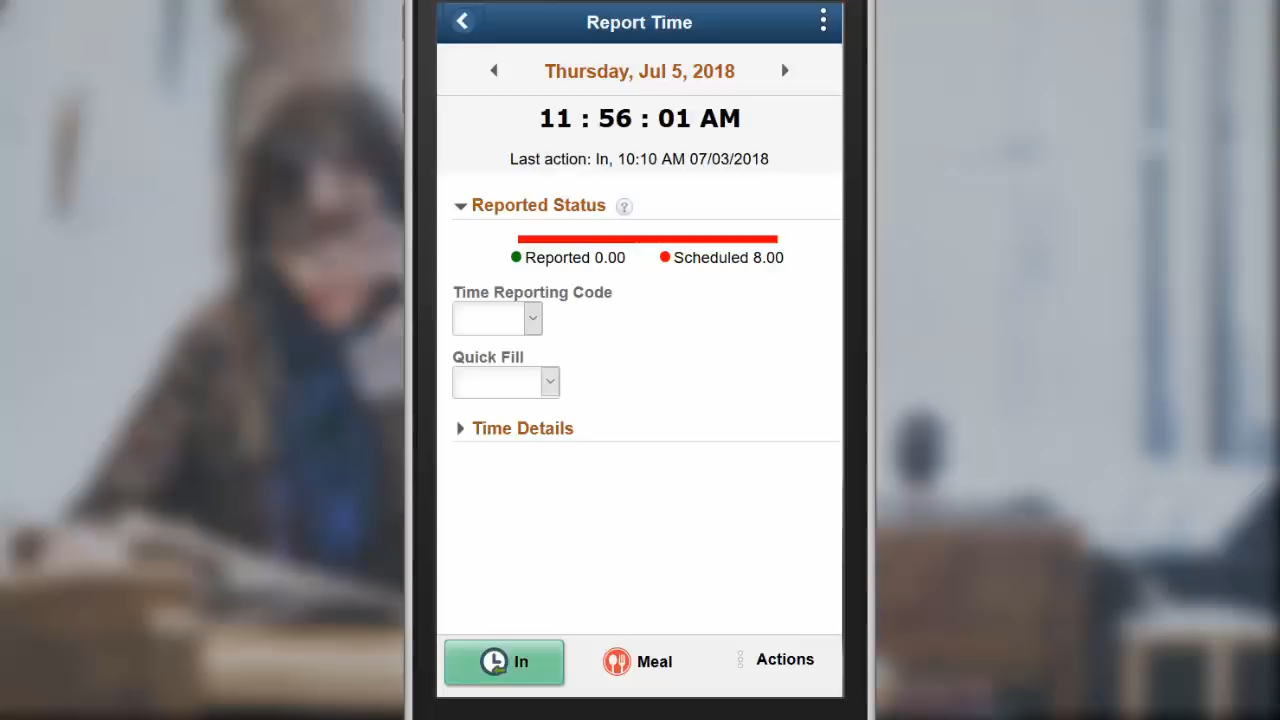 Report Time
Thursday, Jul 5, 2018
11 : 56 : 01 AM
Last action: In, 10:10 AM 07/03/2018
Reported Status ?
Reported 0.00 Scheduled 8.00
Time Reporting Code
Quick Fill
Time Details
In Meal Actions